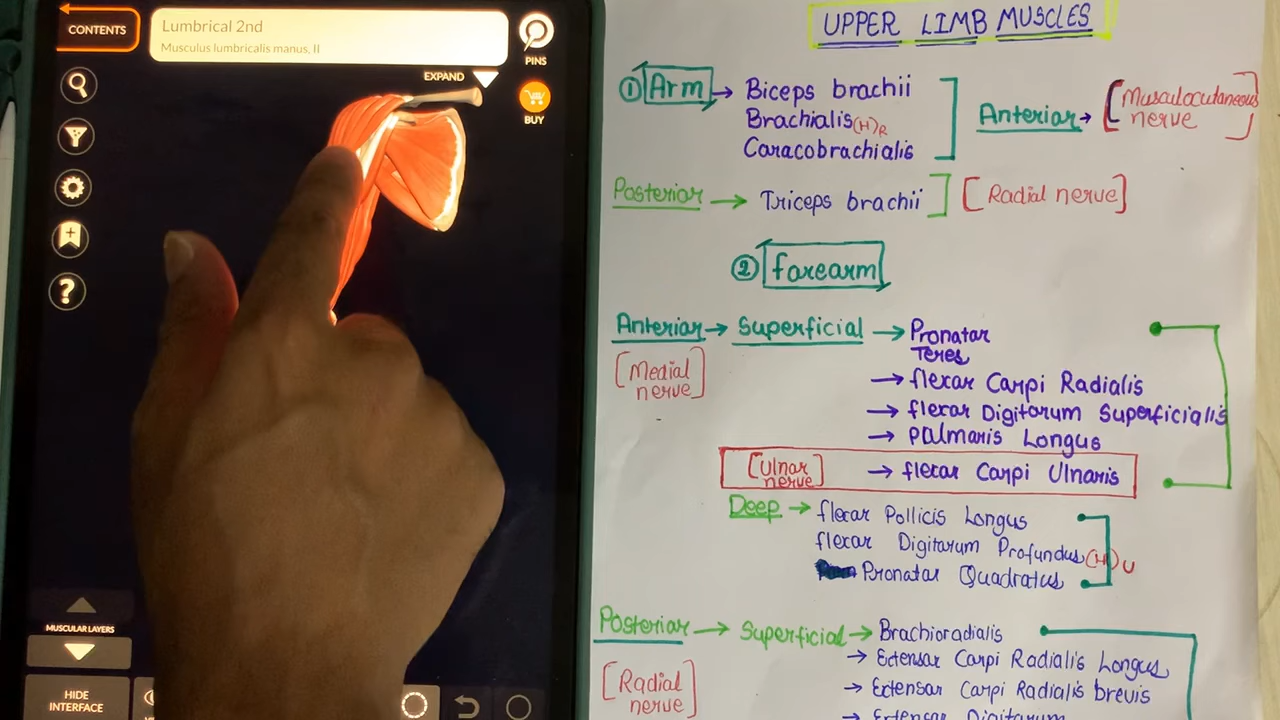 CONTENTS
Lumbrical 2nd
Musculus lumbricalis manus, II
PINS
EXPAND
BUY
MUSCULAR LAYERS
HIDE
INTERFACE
UPPER LIMB MUSCLES
① Arm → Biceps brachii
Brachialis (H)R
Coracobrachialis
Anterior → [Musculocutaneous
nerve]
Posterior → Triceps brachii] [Radial nerve]
② forearm
Anterior → Superficial → Pronator
Teres
[Medial
nerve]
→ flexor Carpi Radialis
→ flexor Digitorum Superficialis
→ Palmaris Longus
[Ulnar
nerve] → flexor Carpi Ulnaris
Deep → flexor Pollicis Longus
flexor Digitorum Profundus (H)U
Pronator Quadratus
Posterior → Superficial → Brachioradialis
[Radial
nerve]
→ Extensor Carpi Radialis Longus
→ Extensor Carpi Radialis brevis
→ Extensor Digitorum